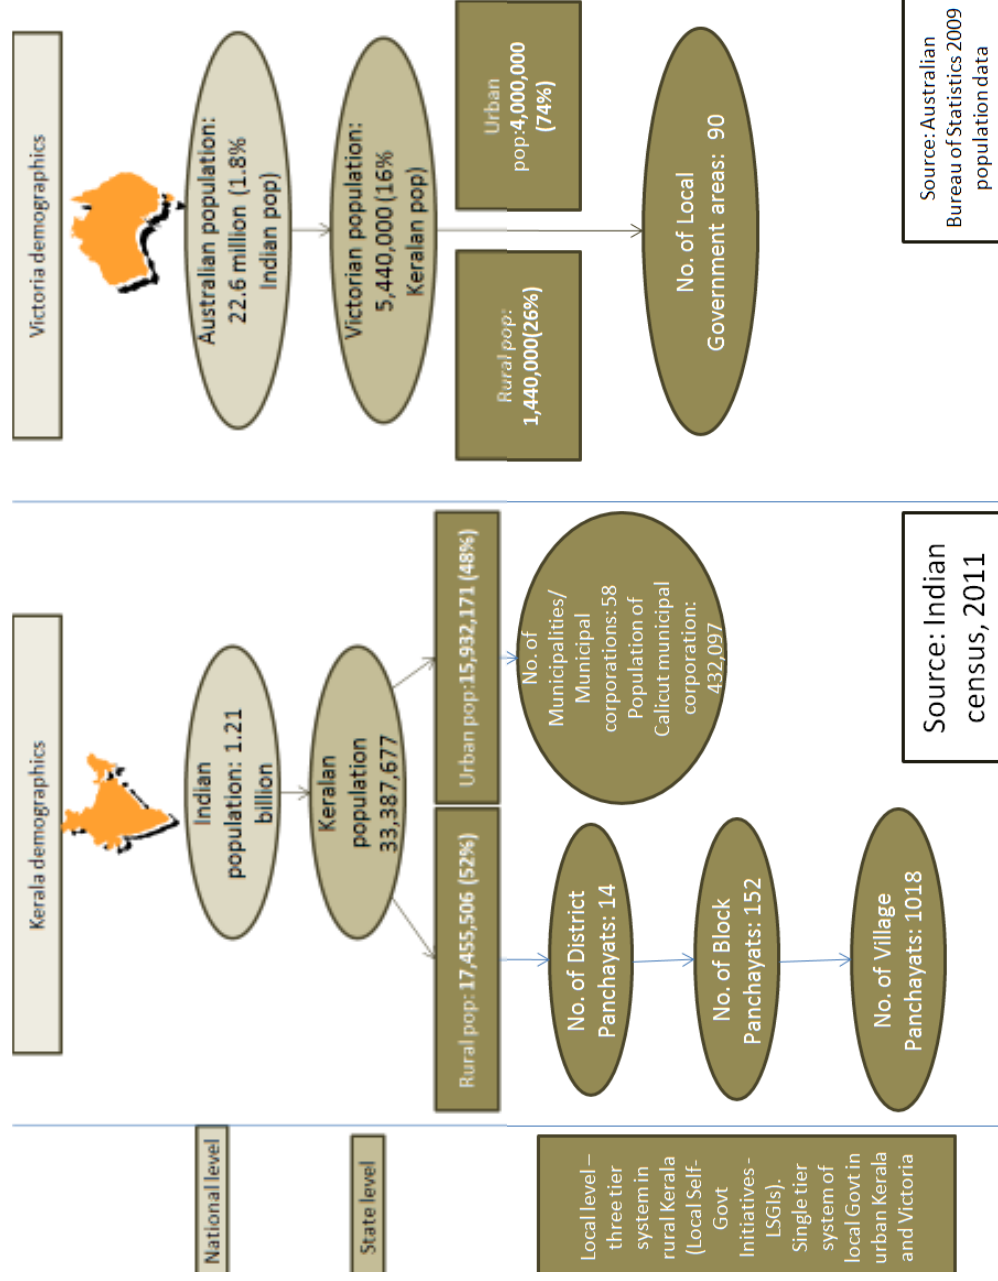 Kerala demographics
Victoria demographics
National level
Indian
population: 1.21
billion
Australian population:
22.6 million (1.8%
Indian pop)
State level
Keralan
population
33,387,677
Victorian population:
5,440,000 (16%
Keralan pop)
Rural pop: 17,455,506 (52%)
Urban pop:15,932,171 (48%)
Rural pop:
1,440,000(26%)
Urban
pop:4,000,000
(74%)
Local level –
three tier
system in
rural Kerala
(Local Self-
Govt
Initiatives -
LSGIs).
Single tier
system of
local Govt in
urban Kerala
and Victoria
No. of District
Panchayats: 14
No. of Block
Panchayats: 152
No. of Village
Panchayats: 1018
No. of
Municipalities/
Municipal
corporations: 58
Population of
Calicut municipal
corporation:
432,097
No. of Local
Government areas: 90
Source: Indian
census, 2011
Source: Australian
Bureau of Statistics 2009
population data